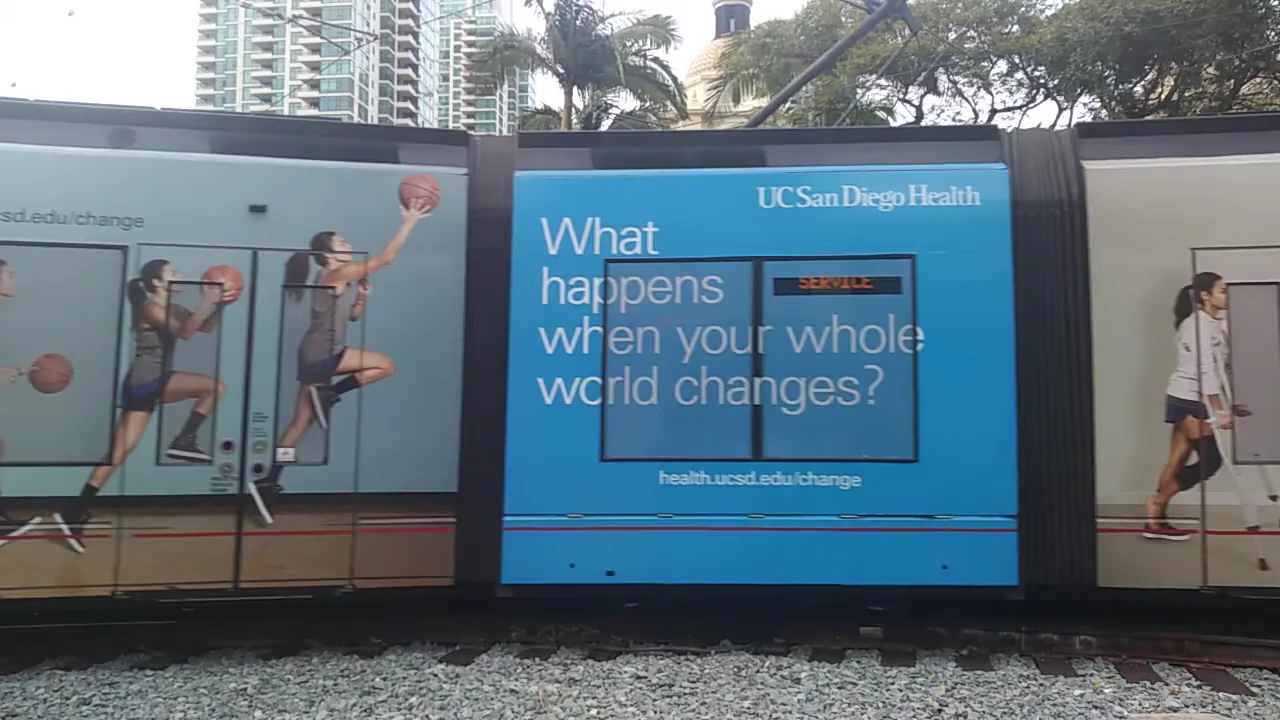 sd.edu/change
UC San Diego Health
What
happens
when your whole
world changes?
SERVICE
health.ucsd.edu/change